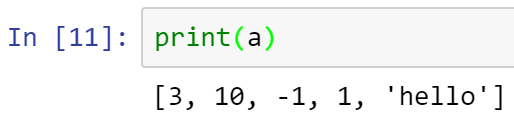 In [11]: print(a)
[3, 10, -1, 1, 'hello']